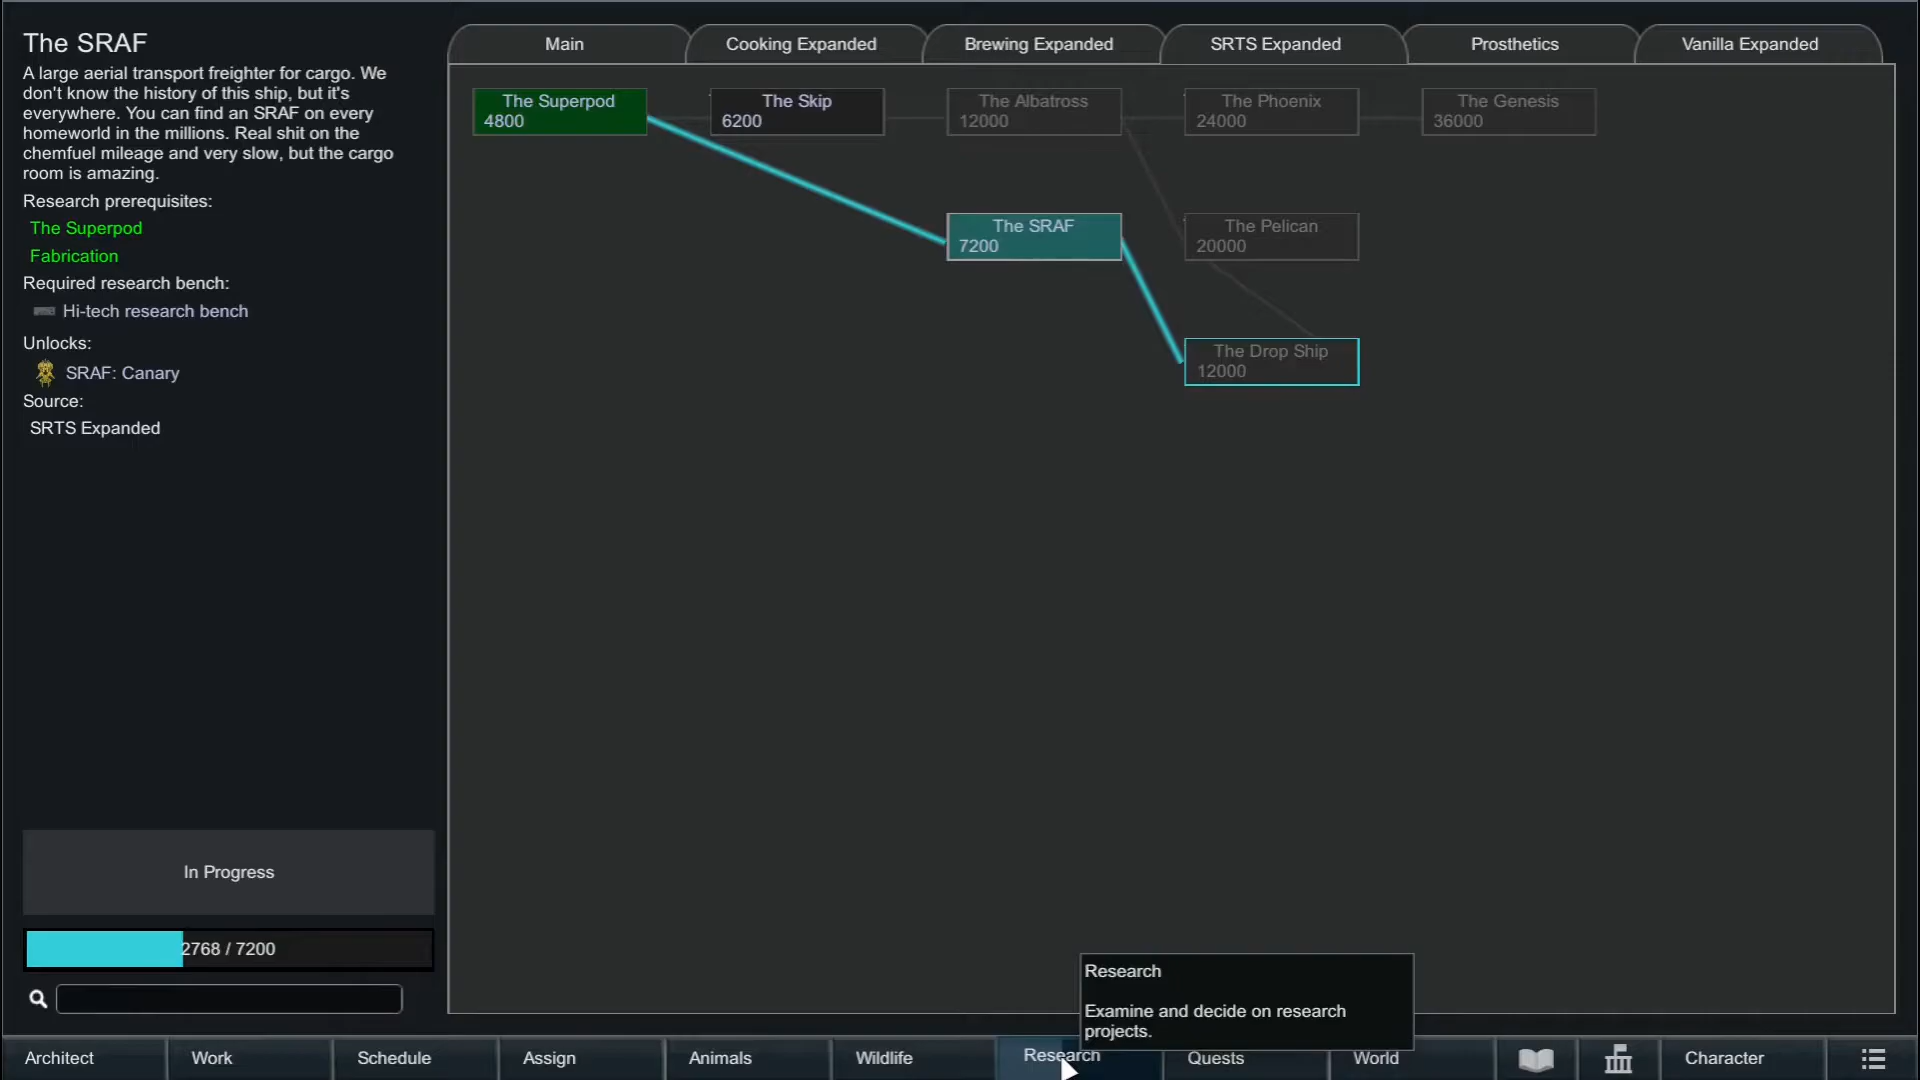 The SRAF
A large aerial transport freighter for cargo. We
don't know the history of this ship, but it's
everywhere. You can find an SRAF on every
homeworld in the millions. Real shit on the
chemfuel mileage and very slow, but the cargo
room is amazing.
Research prerequisites:
The Superpod
Fabrication
Required research bench:
Hi-tech research bench
Unlocks:
SRAF: Canary
Source:
SRTS Expanded
In Progress
2768 / 7200
Main
Cooking Expanded
Brewing Expanded
SRTS Expanded
Prosthetics
Vanilla Expanded
The Superpod
4800
The Skip
6200
The Albatross
12000
The Phoenix
24000
The Genesis
36000
The SRAF
7200
The Pelican
20000
The Drop Ship
12000
Research
Examine and decide on research
projects.
Architect
Work
Schedule
Assign
Animals
Wildlife
Research
Quests
World
Character